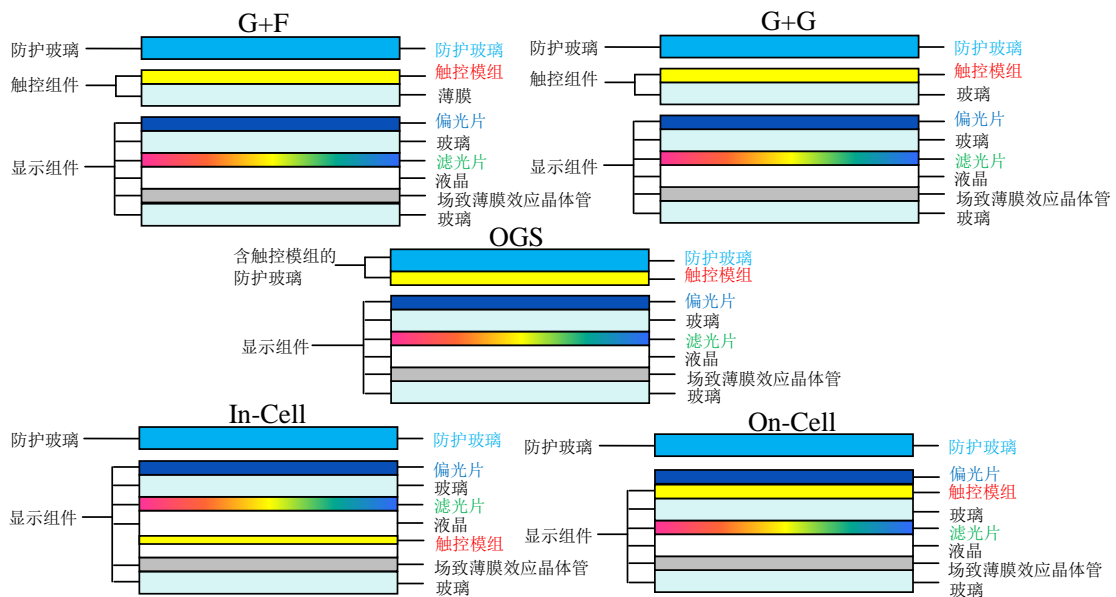 G+F
防护玻璃
防护玻璃
触控组件
触控模组
薄膜
显示组件
偏光片
玻璃
滤光片
液晶
场致薄膜效应晶体管
玻璃
G+G
防护玻璃
防护玻璃
触控组件
触控模组
玻璃
显示组件
偏光片
玻璃
滤光片
液晶
场致薄膜效应晶体管
玻璃
OGS
含触控模组的
防护玻璃
防护玻璃
触控模组
显示组件
偏光片
玻璃
滤光片
液晶
场致薄膜效应晶体管
玻璃
In-Cell
防护玻璃
防护玻璃
显示组件
偏光片
玻璃
滤光片
液晶
触控模组
场致薄膜效应晶体管
玻璃
On-Cell
防护玻璃
防护玻璃
显示组件
偏光片
触控模组
玻璃
滤光片
液晶
场致薄膜效应晶体管
玻璃